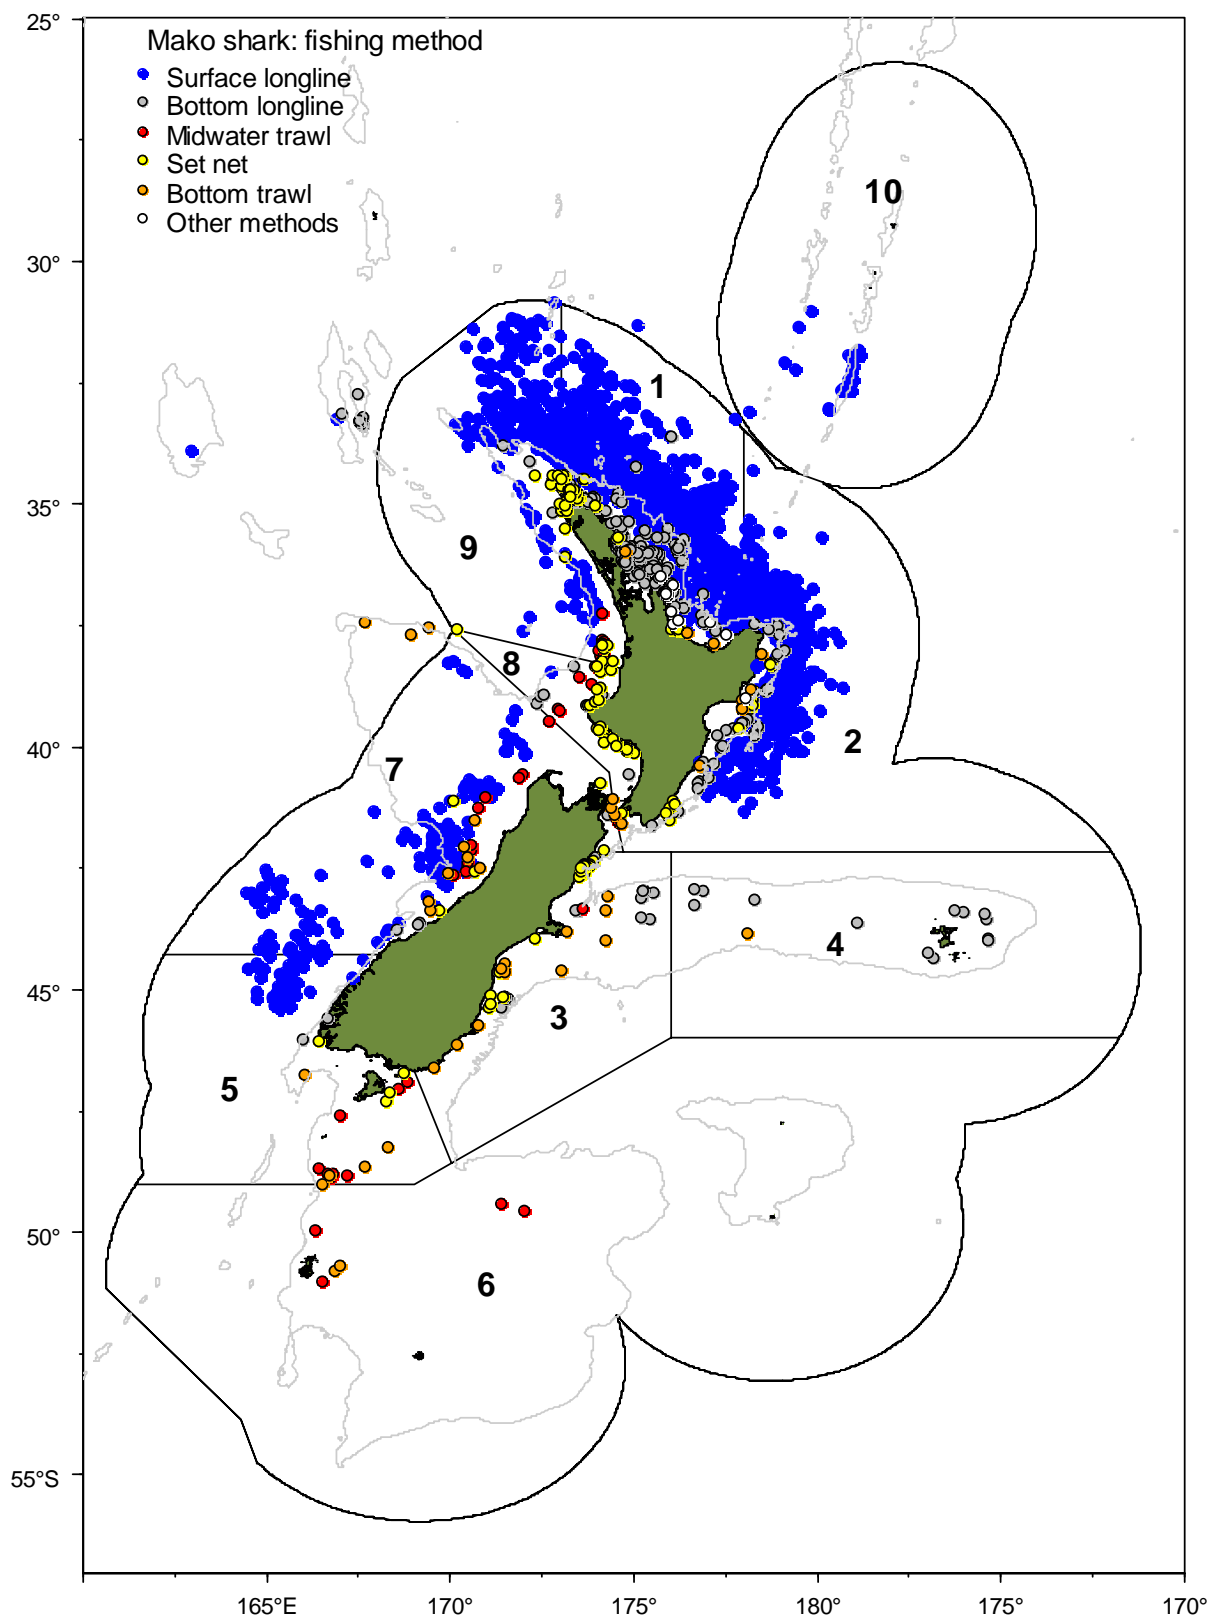 25°
Mako shark: fishing method
Surface longline
Bottom longline
Midwater trawl
Set net
Bottom trawl
Other methods
10
30°
1
35°
9
8
2
40°
7
4
45°
3
5
50°
6
55°S
165°E
170°
175°
180°
175°
170°